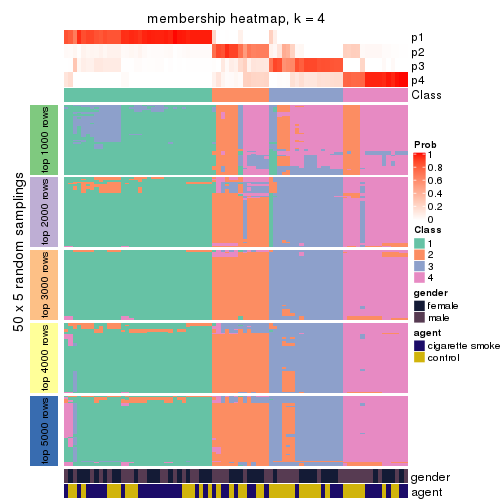 membership heatmap, k = 4
p1
p2
p3
p4
Class
50 x 5 random samplings
top 1000 rows
top 2000 rows
top 3000 rows
top 4000 rows
top 5000 rows
gender
agent
Prob
1
0.8
0.6
0.4
0.2
0
Class
1
2
3
4
gender
female
male
agent
cigarette smoke
control